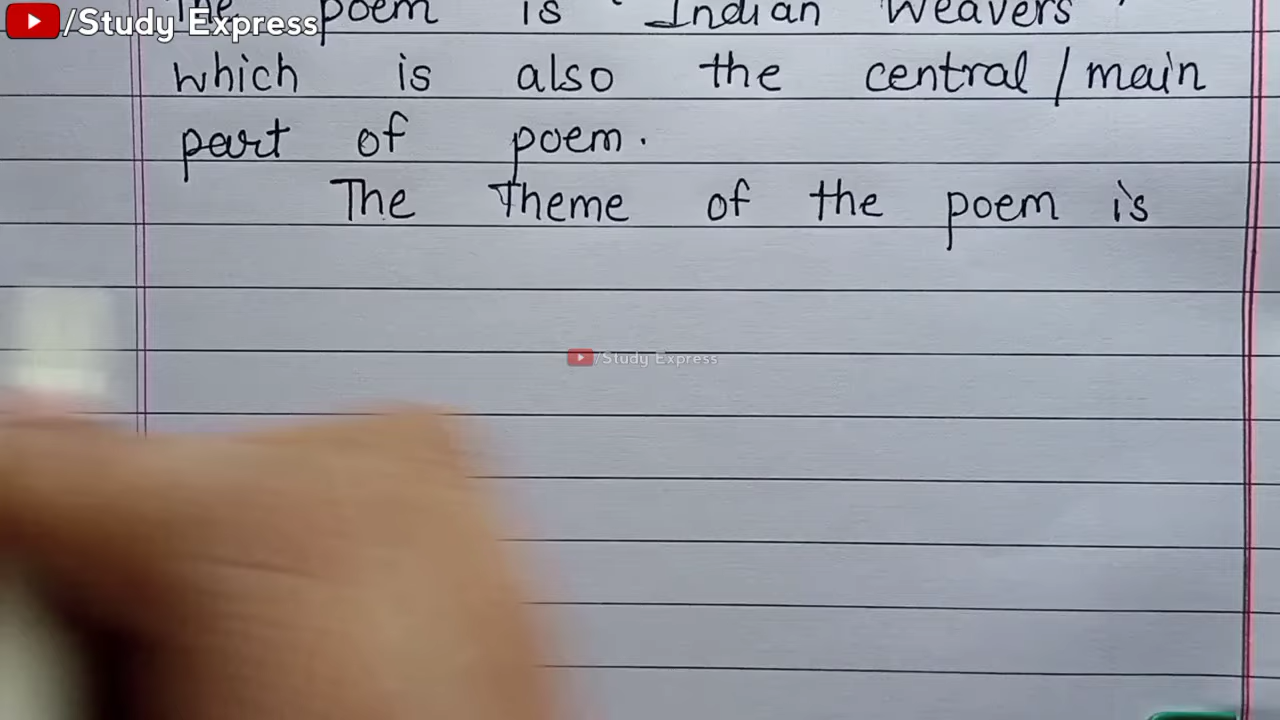 /Study Express
The poem is "Indian Weavers"
which is also the central/main
part of poem.
The Theme of the poem is
/Study Express